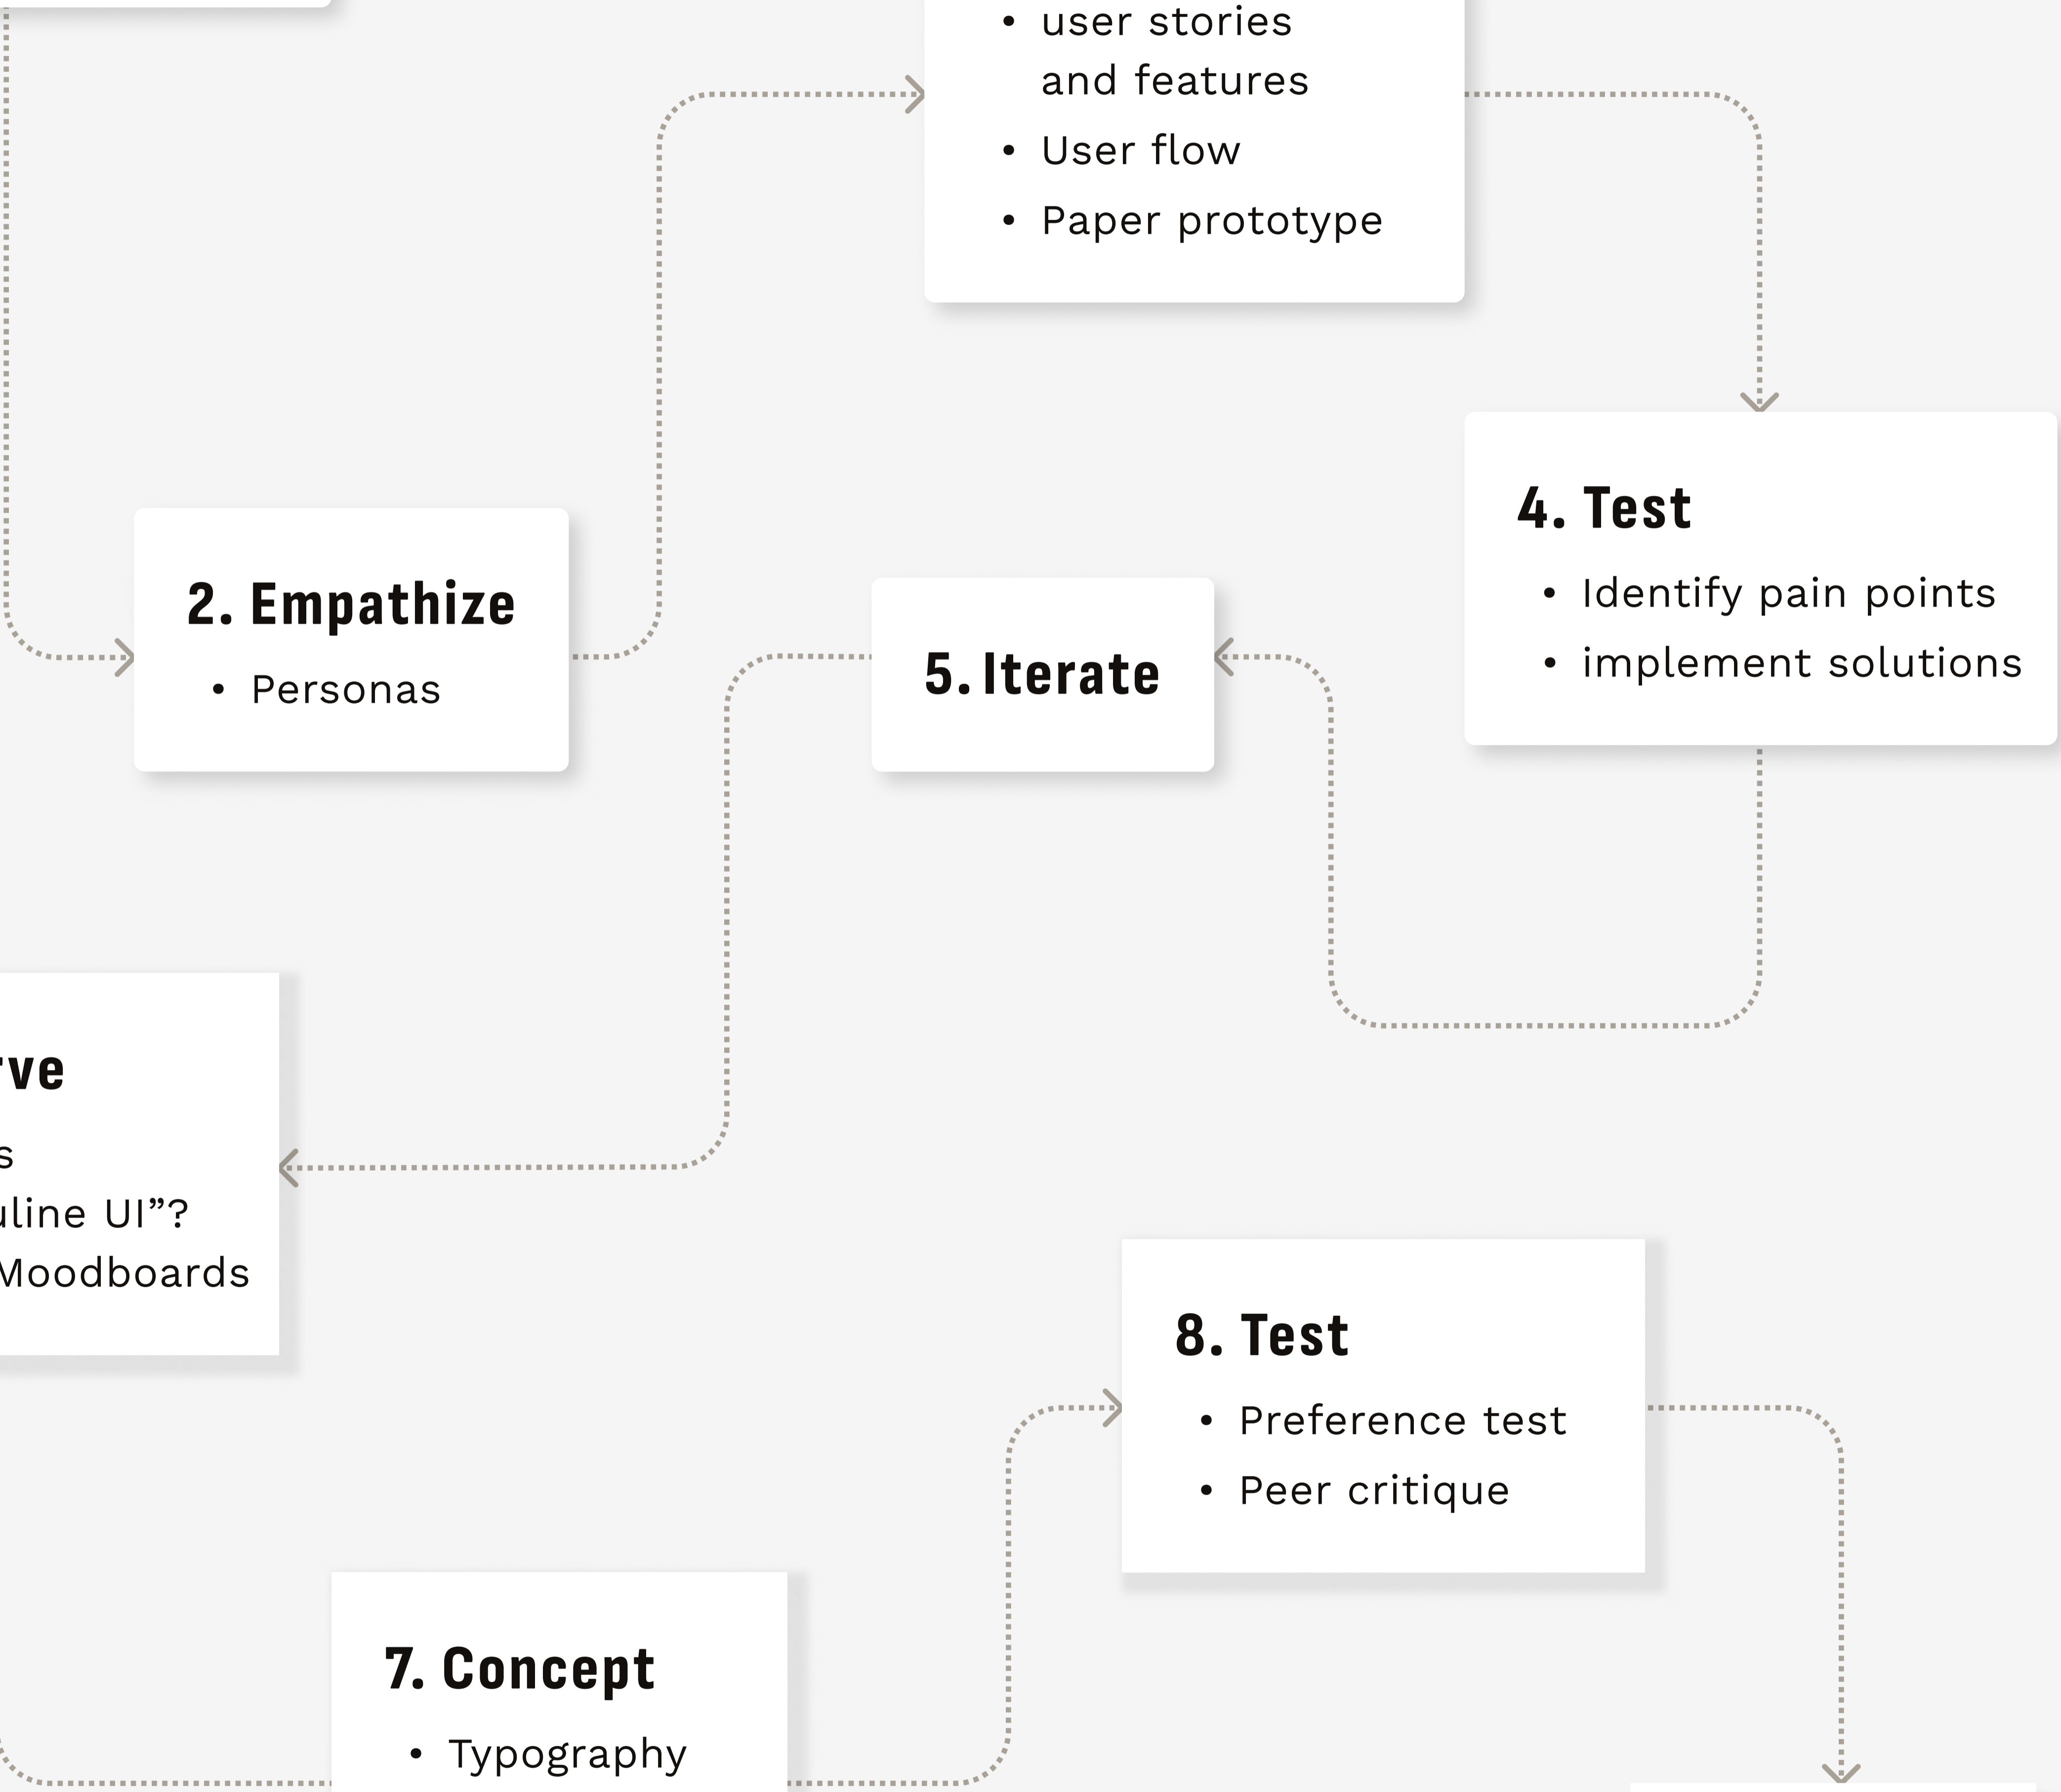 • user stories
and features
• User flow
• Paper prototype
2. Empathize
• Personas
4. Test
• Identify pain points
• implement solutions
5. Iterate
rve
s
line UI”?
Moodboards
8. Test
• Preference test
• Peer critique
7. Concept
• Typography